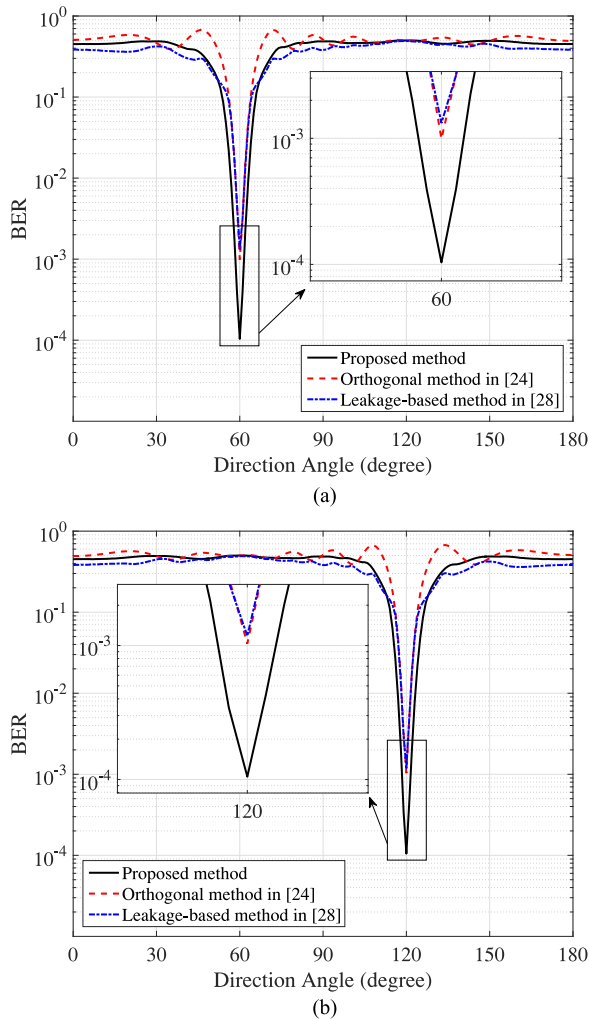 10^0
10^-1
10^-2
10^-3
10^-4
BER
10^-3
10^-4
60
Proposed method
Orthogonal method in [24]
Leakage-based method in [28]
0 30 60 90 120 150 180
Direction Angle (degree)
(a)
10^0
10^-1
10^-2
10^-3
10^-4
BER
10^-3
10^-4
120
Proposed method
Orthogonal method in [24]
Leakage-based method in [28]
0 30 60 90 120 150 180
Direction Angle (degree)
(b)